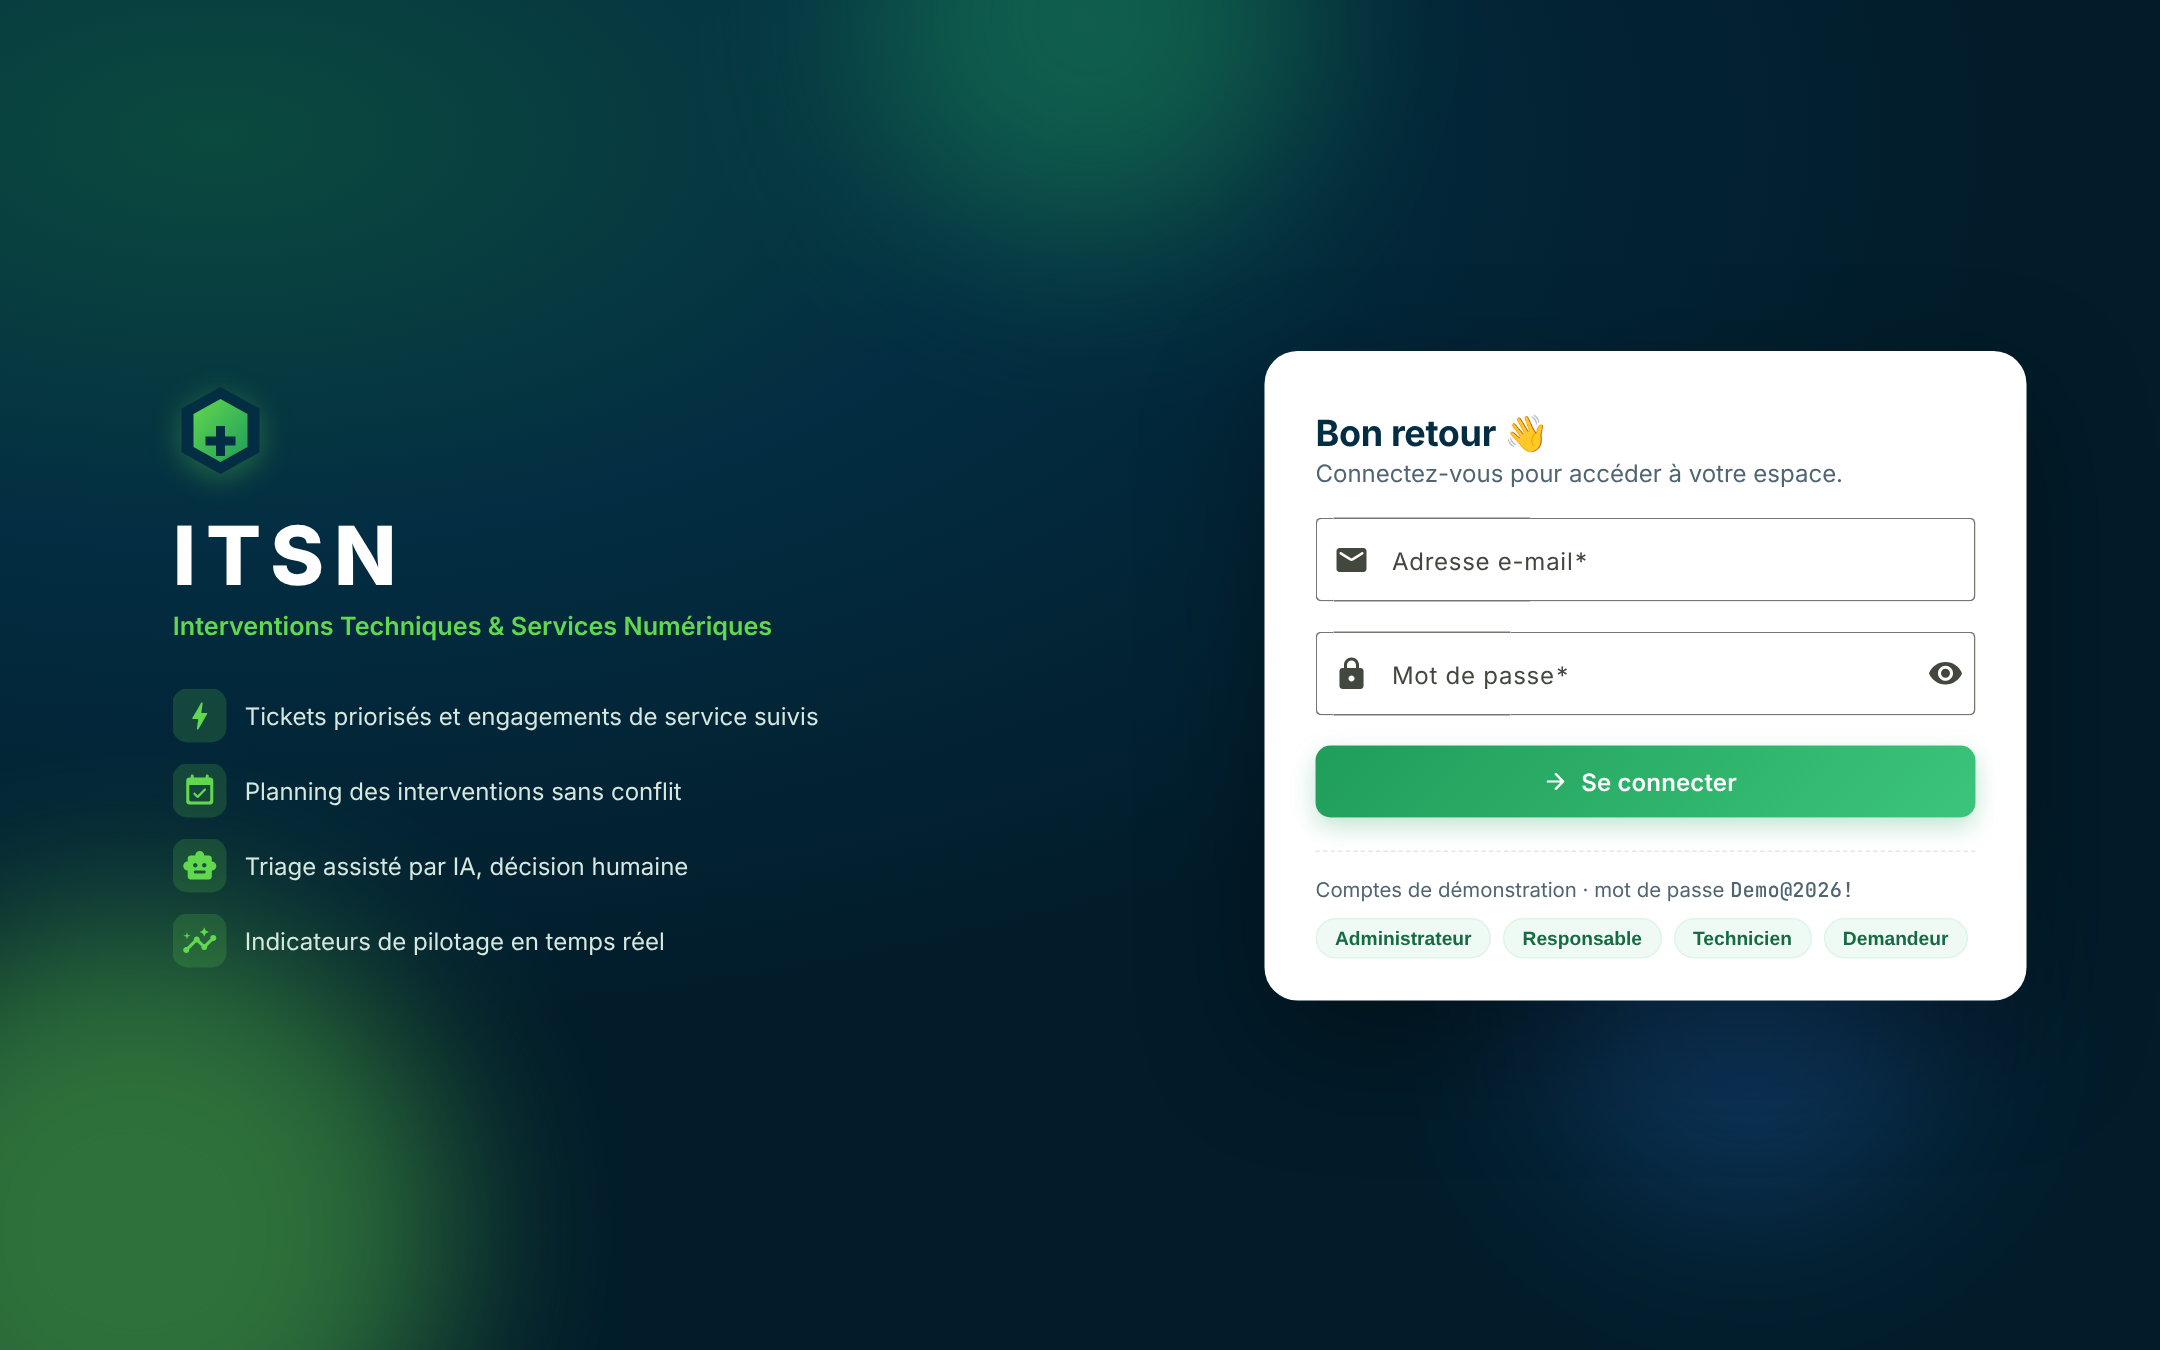 ITSN
Interventions Techniques & Services Numériques
Tickets priorisés et engagements de service suivis
Planning des interventions sans conflit
Triage assisté par IA, décision humaine
Indicateurs de pilotage en temps réel
Bon retour 👋
Connectez-vous pour accéder à votre espace.
Adresse e-mail*
Mot de passe*
Se connecter
Comptes de démonstration · mot de passe Demo@2026!
Administrateur Responsable Technicien Demandeur